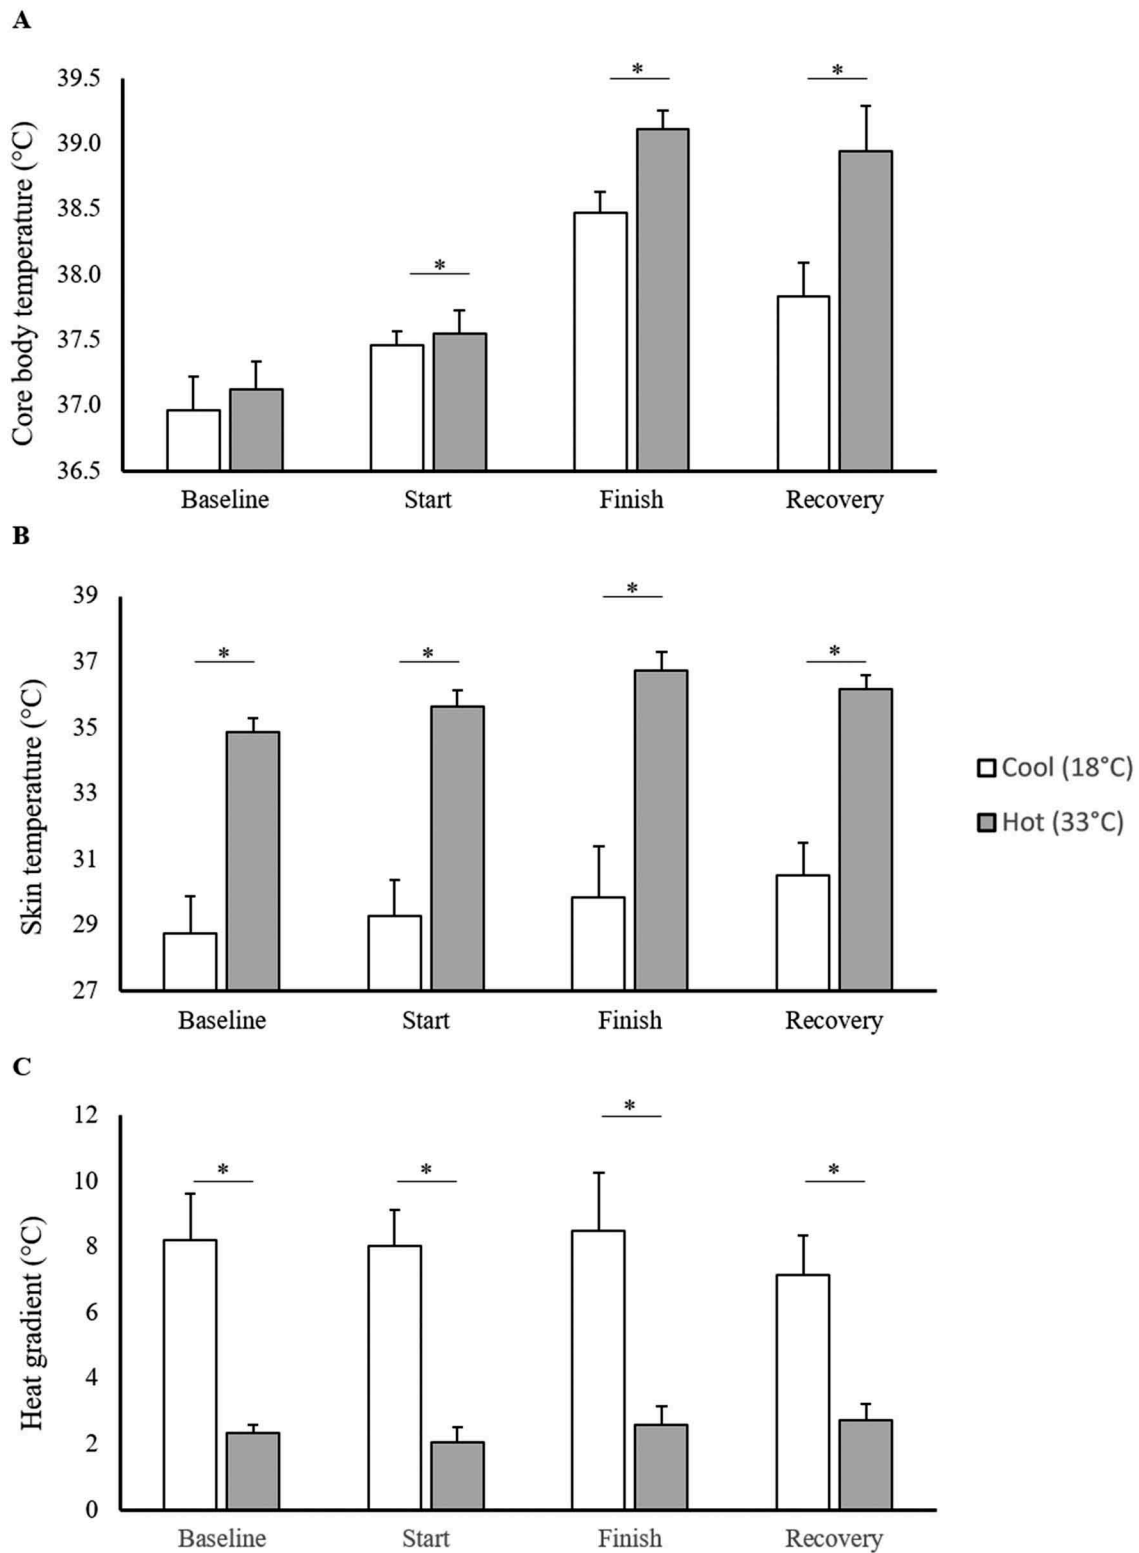 A
Core body temperature (°C)
39.5
39.0
38.5
38.0
37.5
37.0
36.5
*
*
*
Baseline Start Finish Recovery
B
Skin temperature (°C)
39
37
35
33
31
29
27
*
*
*
*
Baseline Start Finish Recovery
Cool (18°C)
Hot (33°C)
C
Heat gradient (°C)
12
10
8
6
4
2
0
*
*
*
*
Baseline Start Finish Recovery